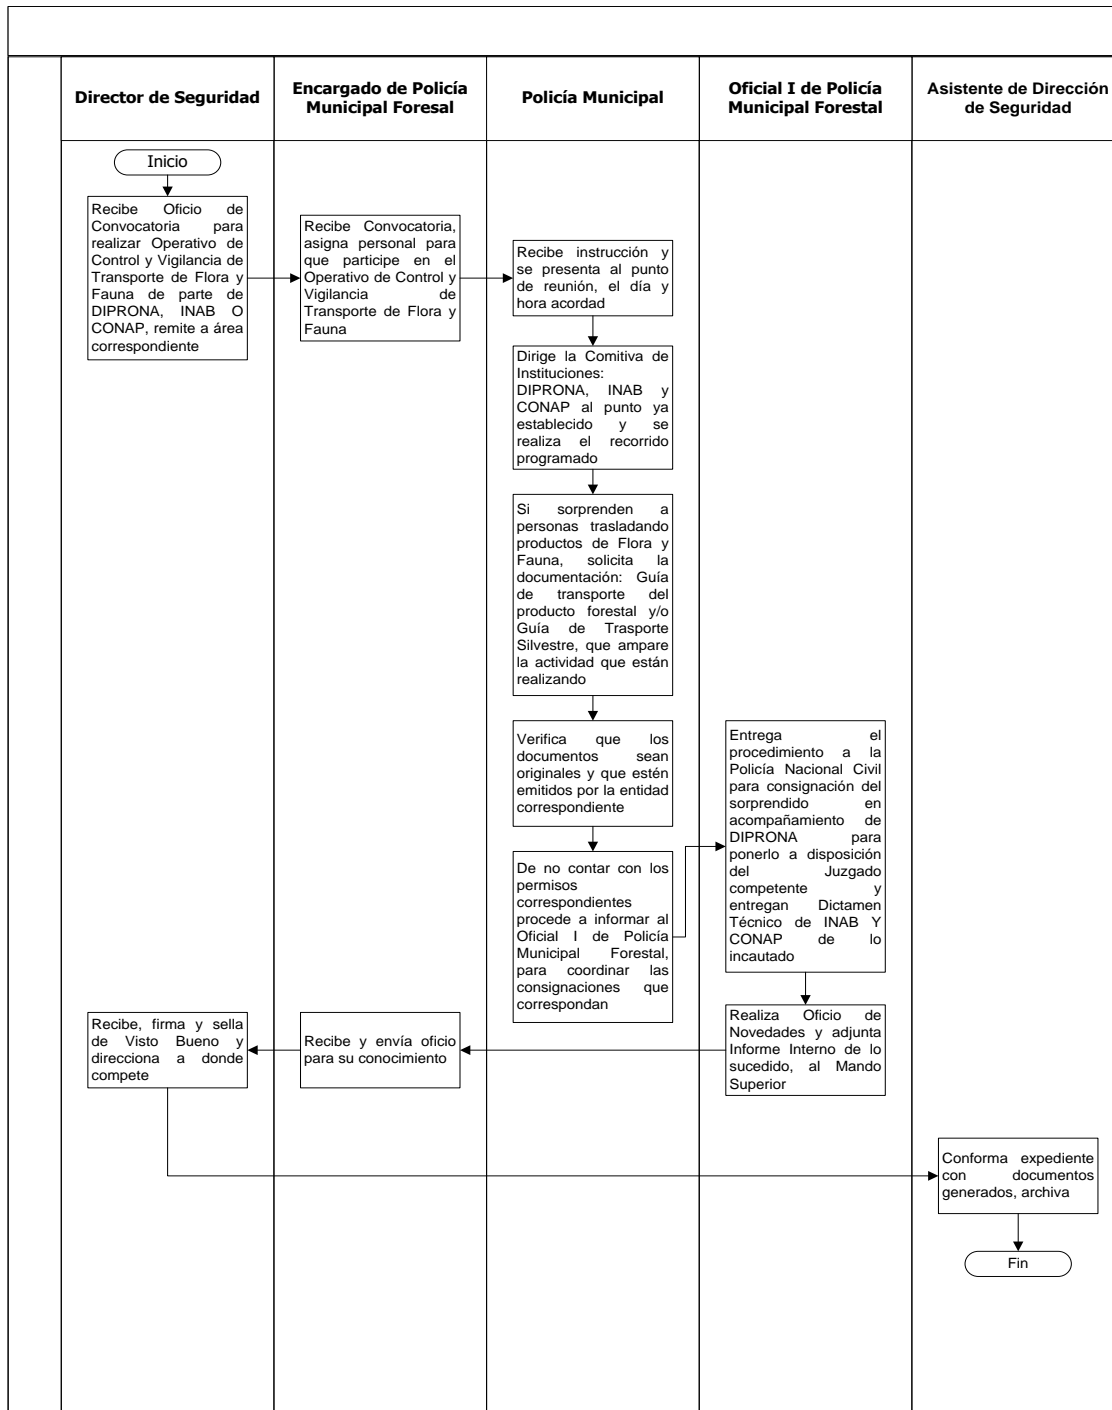 Director de Seguridad
Encargado de Policía
Municipal Foresal
Policía Municipal
Oficial I de Policía
Municipal Forestal
Asistente de Dirección
de Seguridad
Inicio
Recibe Oficio de
Convocatoria para
realizar Operativo de
Control y Vigilancia de
Transporte de Flora y
Fauna de parte de
DIPRONA, INAB O
CONAP, remite a área
correspondiente
Recibe Convocatoria,
asigna personal para
que participe en el
Operativo de Control y
Vigilancia de
Transporte de Flora y
Fauna
Recibe instrucción y
se presenta al punto
de reunión, el día y
hora acordad
Dirige la Comitiva de
Instituciones:
DIPRONA, INAB y
CONAP al punto ya
establecido y se
realiza el recorrido
programado
Si sorprenden a
personas trasladando
productos de Flora y
Fauna, solicita la
documentación: Guía
de transporte del
producto forestal y/o
Guía de Trasporte
Silvestre, que ampare
la actividad que están
realizando
Verifica que los
documentos sean
originales y que estén
emitidos por la entidad
correspondiente
De no contar con los
permisos
correspondientes
procede a informar al
Oficial I de Policía
Municipal Forestal,
para coordinar las
consignaciones que
correspondan
Entrega el
procedimiento a la
Policía Nacional Civil
para consignación del
sorprendido en
acompañamiento de
DIPRONA para
ponerlo a disposición
del Juzgado
competente y
entregan Dictamen
Técnico de INAB Y
CONAP de lo
incautado
Realiza Oficio de
Novedades y adjunta
Informe Interno de lo
sucedido, al Mando
Superior
Recibe y envía oficio
para su conocimiento
Recibe, firma y sella
de Visto Bueno y
direcciona a donde
compete
Conforma expediente
con documentos
generados, archiva
Fin